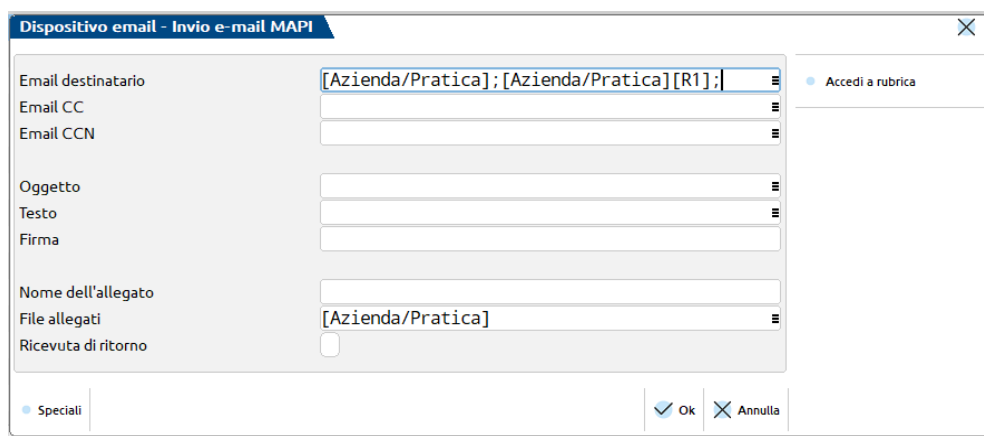 Dispositivo email - Invio e-mail MAPI
Email destinatario [Azienda/Pratica];[Azienda/Pratica][R1]; Accedi a rubrica
Email CC
Email CCN
Oggetto
Testo
Firma
Nome dell'allegato
File allegati [Azienda/Pratica]
Ricevuta di ritorno
Speciali Ok Annulla